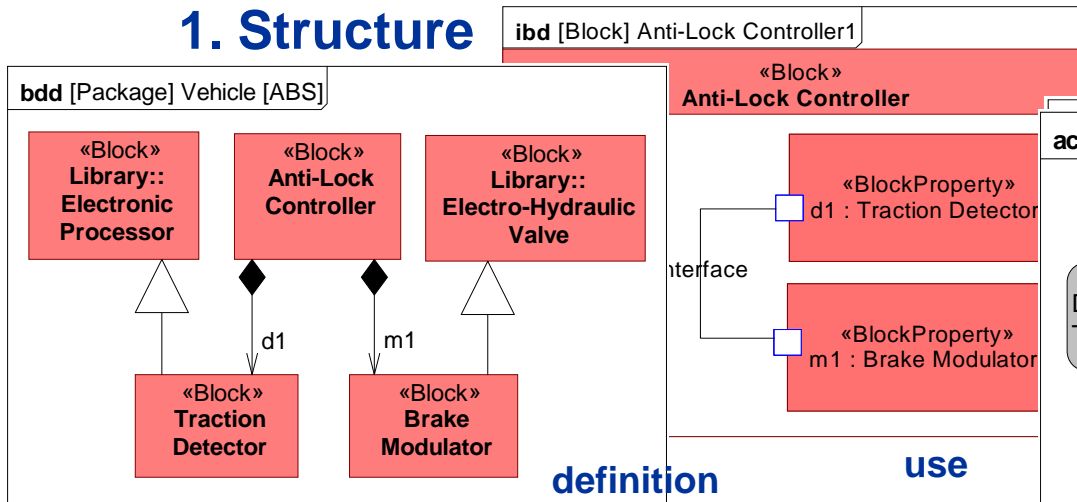 1. Structure
ibd [Block] Anti-Lock Controller1
«Block»
Anti-Lock Controller
bdd [Package] Vehicle [ABS]
«Block»
Library::
Electronic
Processor
«Block»
Anti-Lock
Controller
«Block»
Library::
Electro-Hydraulic
Valve
d1
m1
«Block»
Traction
Detector
«Block»
Brake
Modulator
definition
«BlockProperty»
d1 : Traction Detector
nterface
«BlockProperty»
m1 : Brake Modulator
use
ac